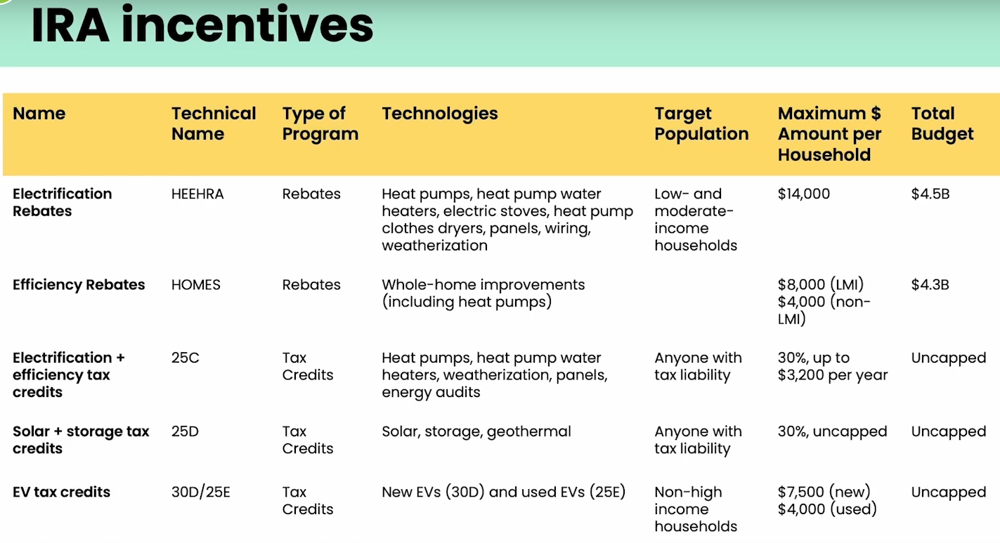 IRA incentives
Name
Technical
Name
Type of
Program
Technologies
Target
Population
Maximum $
Amount per
Household
Total
Budget
Electrification
Rebates
HEEHRA
Rebates
Heat pumps, heat pump water
heaters, electric stoves, heat pump
clothes dryers, panels, wiring,
weatherization
Low- and
moderate-
income
households
$14,000
$4.5B
Efficiency Rebates
HOMES
Rebates
Whole-home improvements
(including heat pumps)
$8,000 (LMI)
$4,000 (non-
LMI)
$4.3B
Electrification +
efficiency tax
credits
25C
Tax
Credits
Heat pumps, heat pump water
heaters, weatherization, panels,
energy audits
Anyone with
tax liability
30%, up to
$3,200 per year
Uncapped
Solar + storage tax
credits
25D
Tax
Credits
Solar, storage, geothermal
Anyone with
tax liability
30%, uncapped
Uncapped
EV tax credits
30D/25E
Tax
Credits
New EVs (30D) and used EVs (25E)
Non-high
income
households
$7,500 (new)
$4,000 (used)
Uncapped